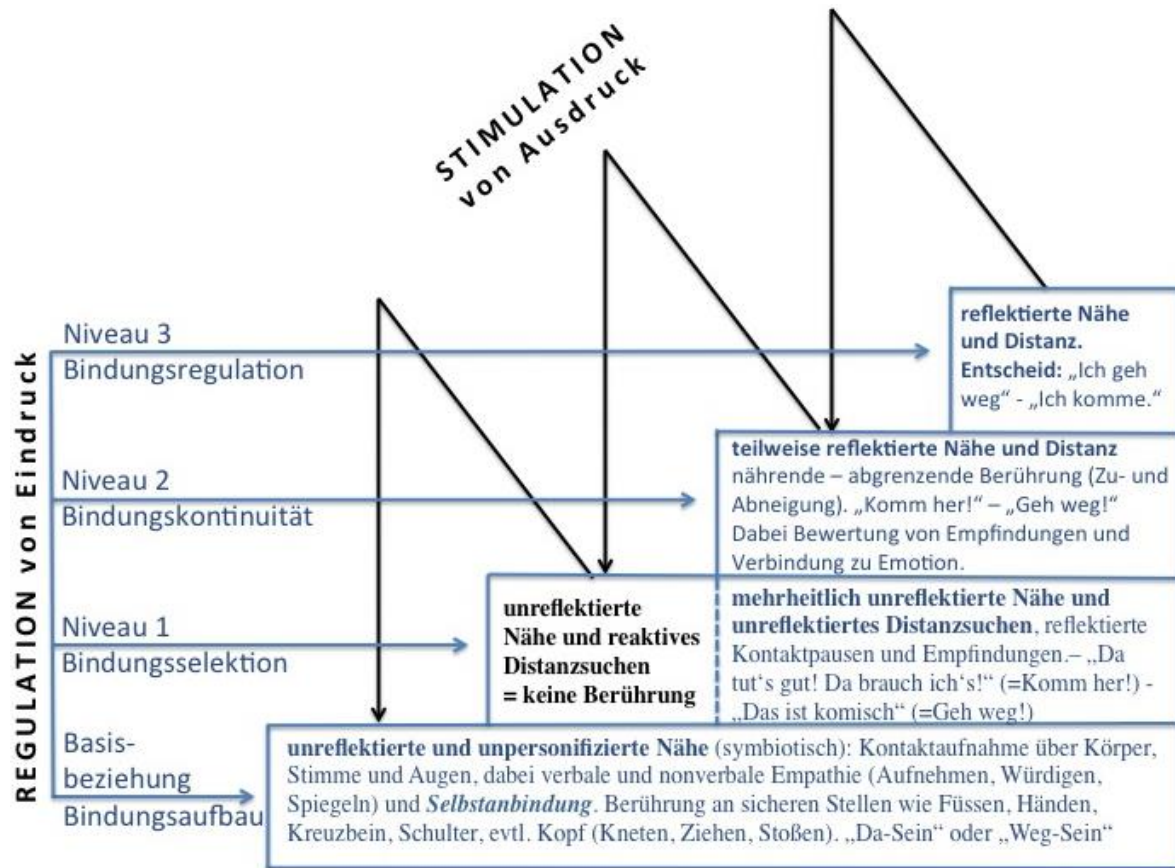 STIMULATION
von Ausdruck
REGULATION von Eindruck
Niveau 3
Bindungsregulation
reflektierte Nähe
und Distanz.
Entscheid: „Ich geh
weg“ - „Ich komme.“
Niveau 2
Bindungskontinuität
teilweise reflektierte Nähe und Distanz
nährende – abgrenzende Berührung (Zu- und
Abneigung). „Komm her!“ – „Geh weg!“
Dabei Bewertung von Empfindungen und
Verbindung zu Emotion.
Niveau 1
Bindungsselektion
unreflektierte
Nähe und reaktives
Distanzsuchen
= keine Berührung
mehrheitlich unreflektierte Nähe und
unreflektiertes Distanzsuchen, reflektierte
Kontaktpausen und Empfindungen.– „Da
tut‘s gut! Da brauch ich‘s!“ (=Komm her!) -
„Das ist komisch“ (=Geh weg!)
Basis-
beziehung
Bindungsaufbau
unreflektierte und unpersonifizierte Nähe (symbiotisch): Kontaktaufnahme über Körper,
Stimme und Augen, dabei verbale und nonverbale Empathie (Aufnehmen, Würdigen,
Spiegeln) und Selbstanbindung. Berührung an sicheren Stellen wie Füssen, Händen,
Kreuzbein, Schulter, evtl. Kopf (Kneten, Ziehen, Stoßen). „Da-Sein“ oder „Weg-Sein“